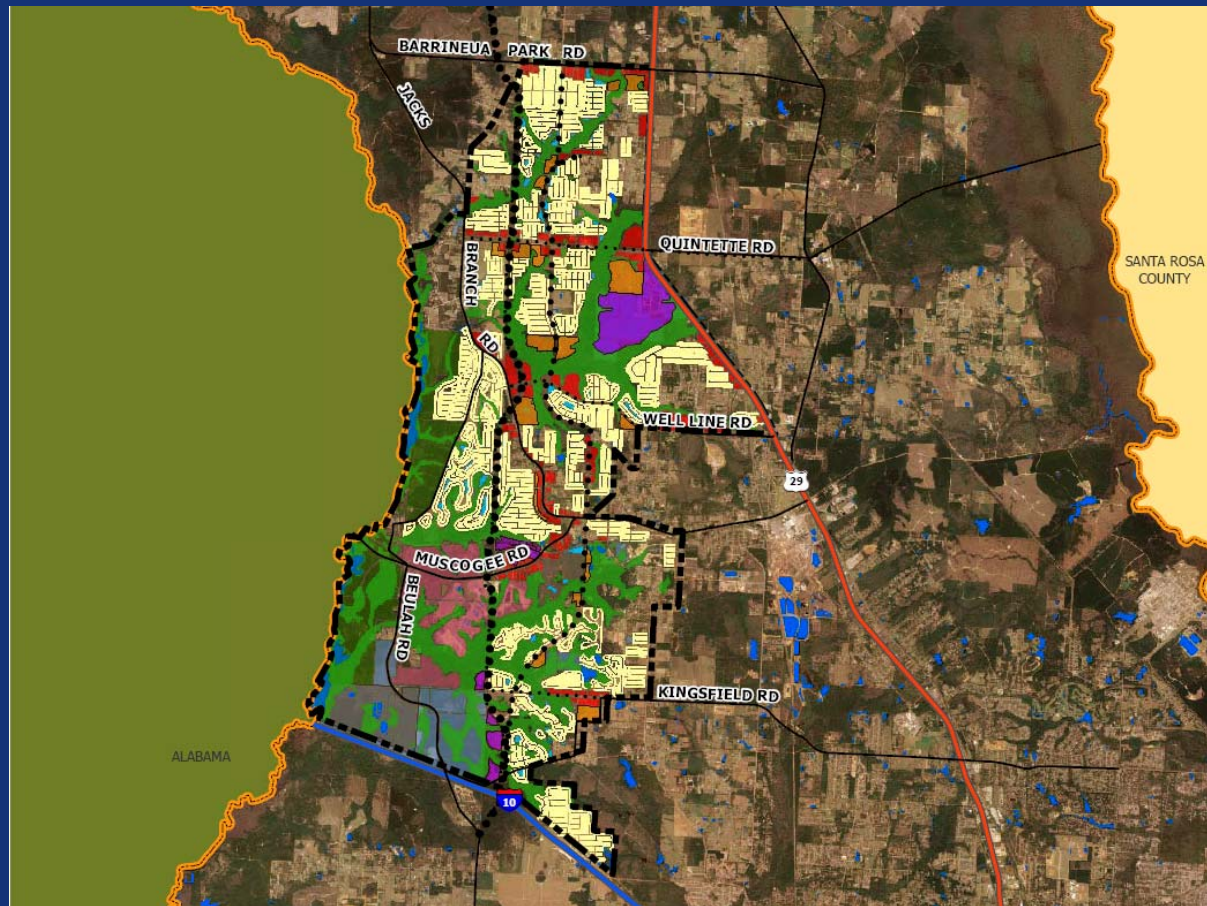 BARRINEUA PARK RD
JACKS
BRANCH
RD
QUINTETTE RD
SANTA ROSA
COUNTY
WELL LINE RD
29
MUSCOGEE RD
BEULAH RD
KINGSFIELD RD
ALABAMA
10